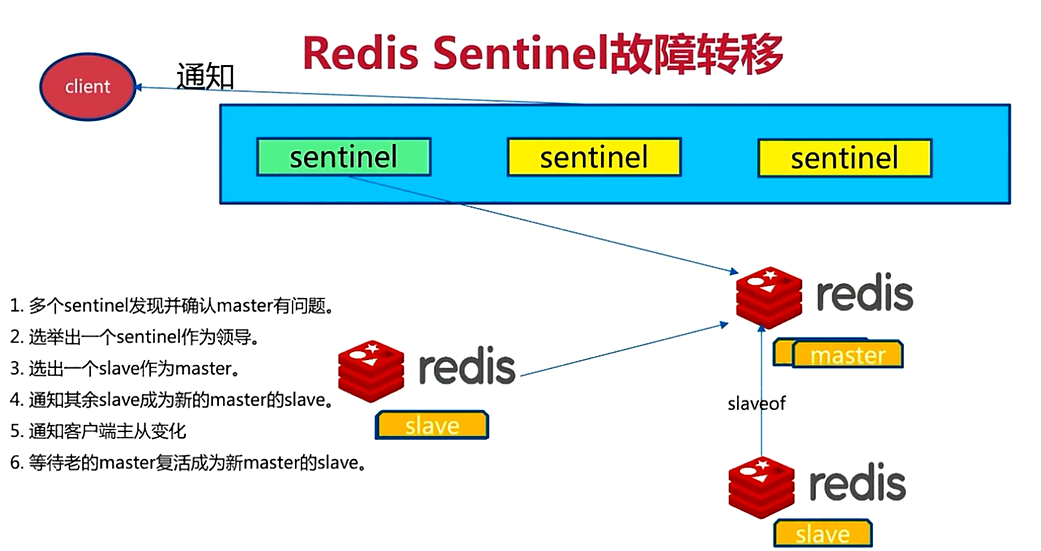 Redis Sentinel故障转移
client
通知
sentinel
sentinel
sentinel
redis
master
1. 多个sentinel发现并确认master有问题。
2. 选举出一个sentinel作为领导。
3. 选出一个slave作为master。
4. 通知其余slave成为新的master的slave。
5. 通知客户端主从变化
6. 等待老的master复活成为新master的slave。
redis
slave
slaveof
redis
slave